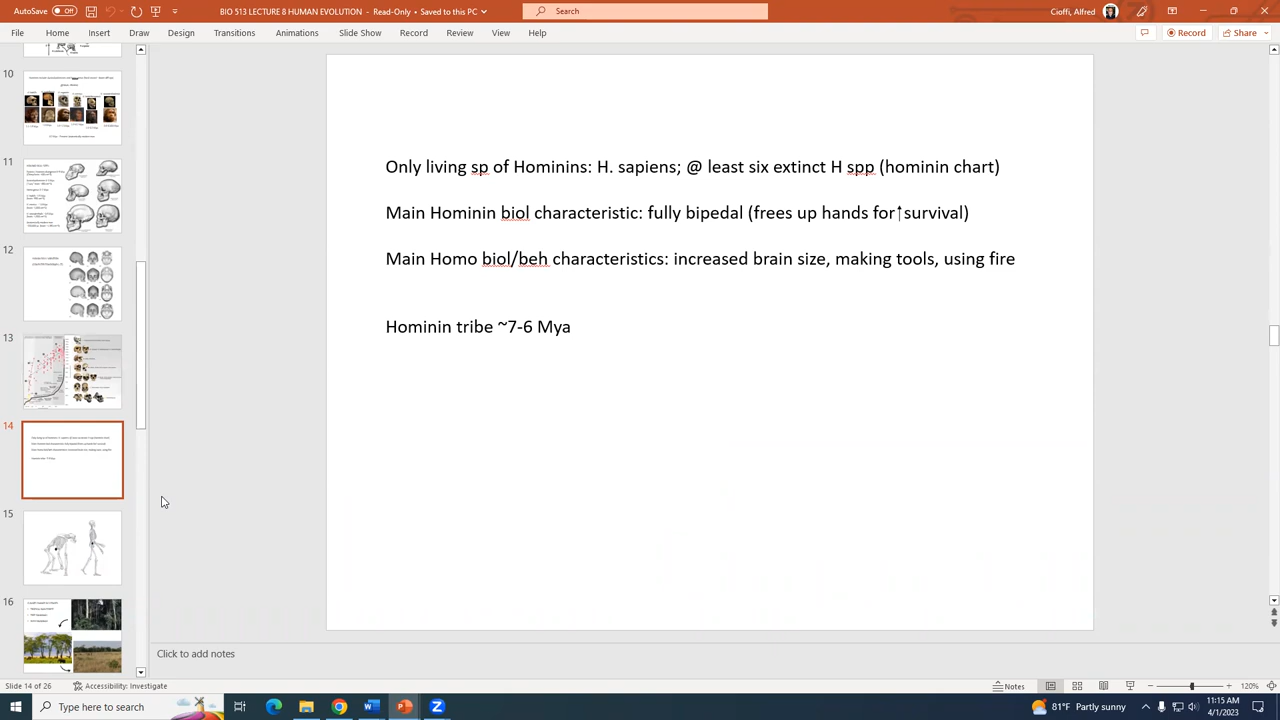 AutoSave
Off
BIO 513 LECTURE 8 HUMAN EVOLUTION - Read-Only • Saved to this PC
Search
Cioffi, Alfred
File Home Insert Draw Design Transitions Animations Slide Show Record Review View Help
Record
Share
10
11
12
13
14
15
16
Only living sp of Hominins: H. sapiens; @ least six extinct H spp (hominin chart)
Main Hominin biol characteristic: fully bipedal (frees up hands for↑survival)
Main Homo biol/beh characteristics: increased brain size, making tools, using fire
Hominin tribe ~7-6 Mya
Click to add notes
Slide 14 of 26
Accessibility: Investigate
Notes
120%
Type here to search
81°F Partly sunny
11:15 AM
4/4/2023